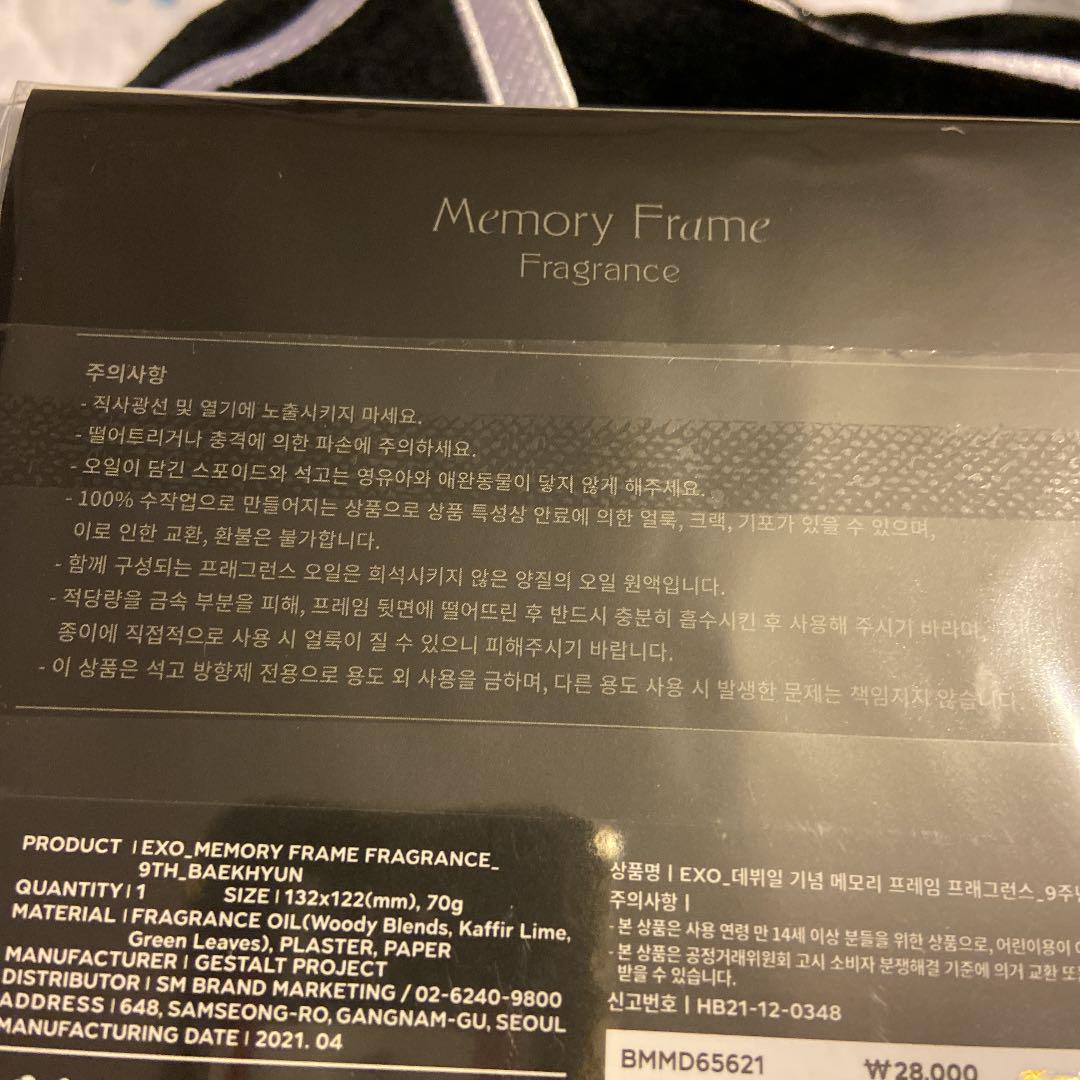 Memory Frame
Fragrance
주의사항
- 직사광선 및 열기에 노출시키지 마세요.
- 떨어트리거나 충격에 의한 파손에 주의하세요.
- 오일이 담긴 스포이드와 석고는 영유아와 애완동물이 닿지 않게 해주세요.
- 100% 수작업으로 만들어지는 상품으로 상품 특성상 안료에 의한 얼룩, 크랙, 기포가 있을 수 있으며,
이로 인한 교환, 환불은 불가합니다.
- 함께 구성되는 프래그런스 오일은 희석시키지 않은 양질의 오일 원액입니다.
- 적당량을 금속 부분을 피해, 프레임 뒷면에 떨어뜨린 후 반드시 충분히 흡수시킨 후 사용해 주시기 바라며,
종이에 직접적으로 사용 시 얼룩이 질 수 있으니 피해주시기 바랍니다.
- 이 상품은 석고 방향제 전용으로 용도 외 사용을 금하며, 다른 용도 사용 시 발생한 문제는 책임지지 않습니다.
PRODUCT | EXO_MEMORY FRAME FRAGRANCE_
9TH_BAEKHYUN
QUANTITY | 1 SIZE | 132x122(mm), 70g
MATERIAL | FRAGRANCE OIL(Woody Blends, Kaffir Lime,
Green Leaves), PLASTER, PAPER
MANUFACTURER | GESTALT PROJECT
DISTRIBUTOR | SM BRAND MARKETING / 02-6240-9800
ADDRESS | 648, SAMSEONG-RO, GANGNAM-GU, SEOUL
MANUFACTURING DATE | 2021. 04
상품명 | EXO_데뷔일 기념 메모리 프레임 프래그런스_9주년
주의사항 |
- 본 상품은 사용 연령 만 14세 이상 분들을 위한 상품으로, 어린이용이
- 본 상품은 공정거래위원회 고시 소비자 분쟁해결 기준에 의거 교환 또는
받을 수 있습니다.
신고번호 | HB21-12-0348
BMMD65621 ₩28,000